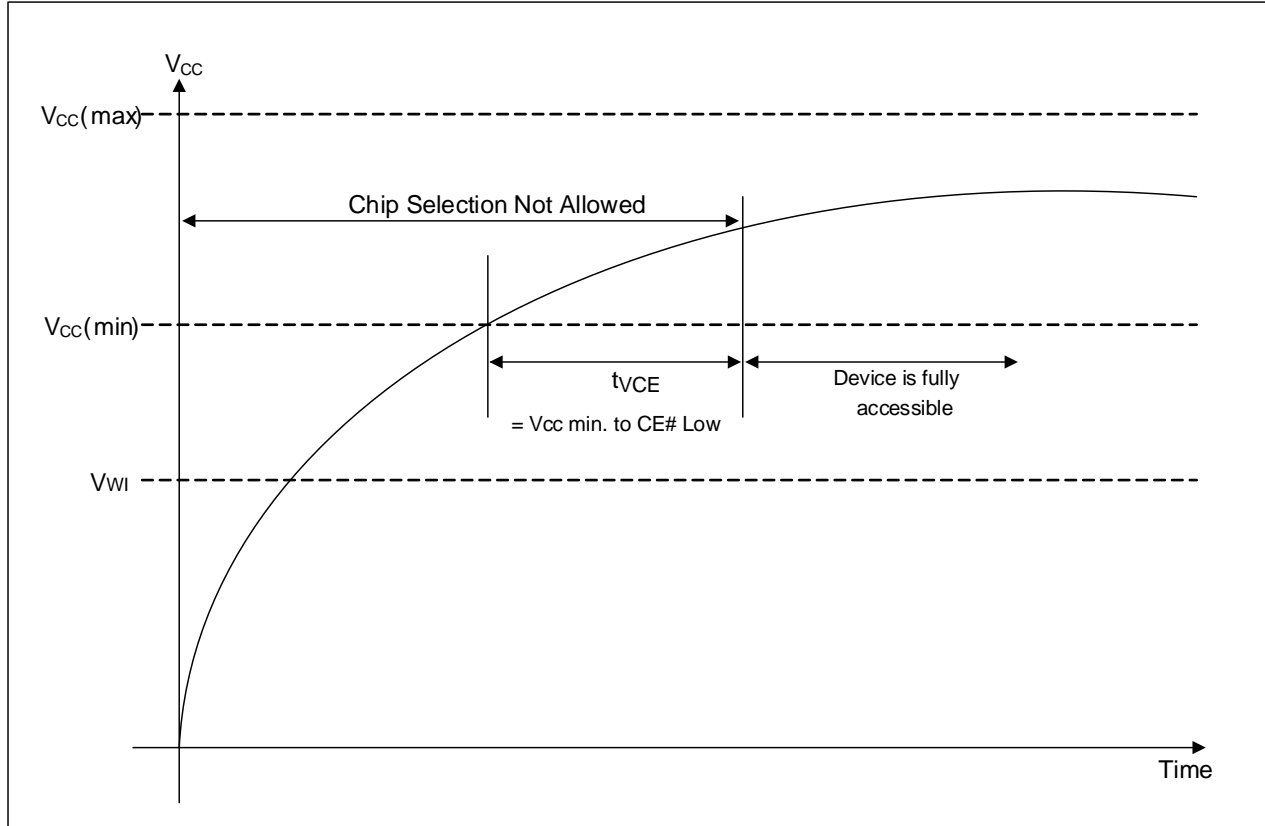 VCC
VCC(max)
Chip Selection Not Allowed
VCC(min)
tVCE
= Vcc min. to CE# Low
Device is fully
accessible
VWI
Time